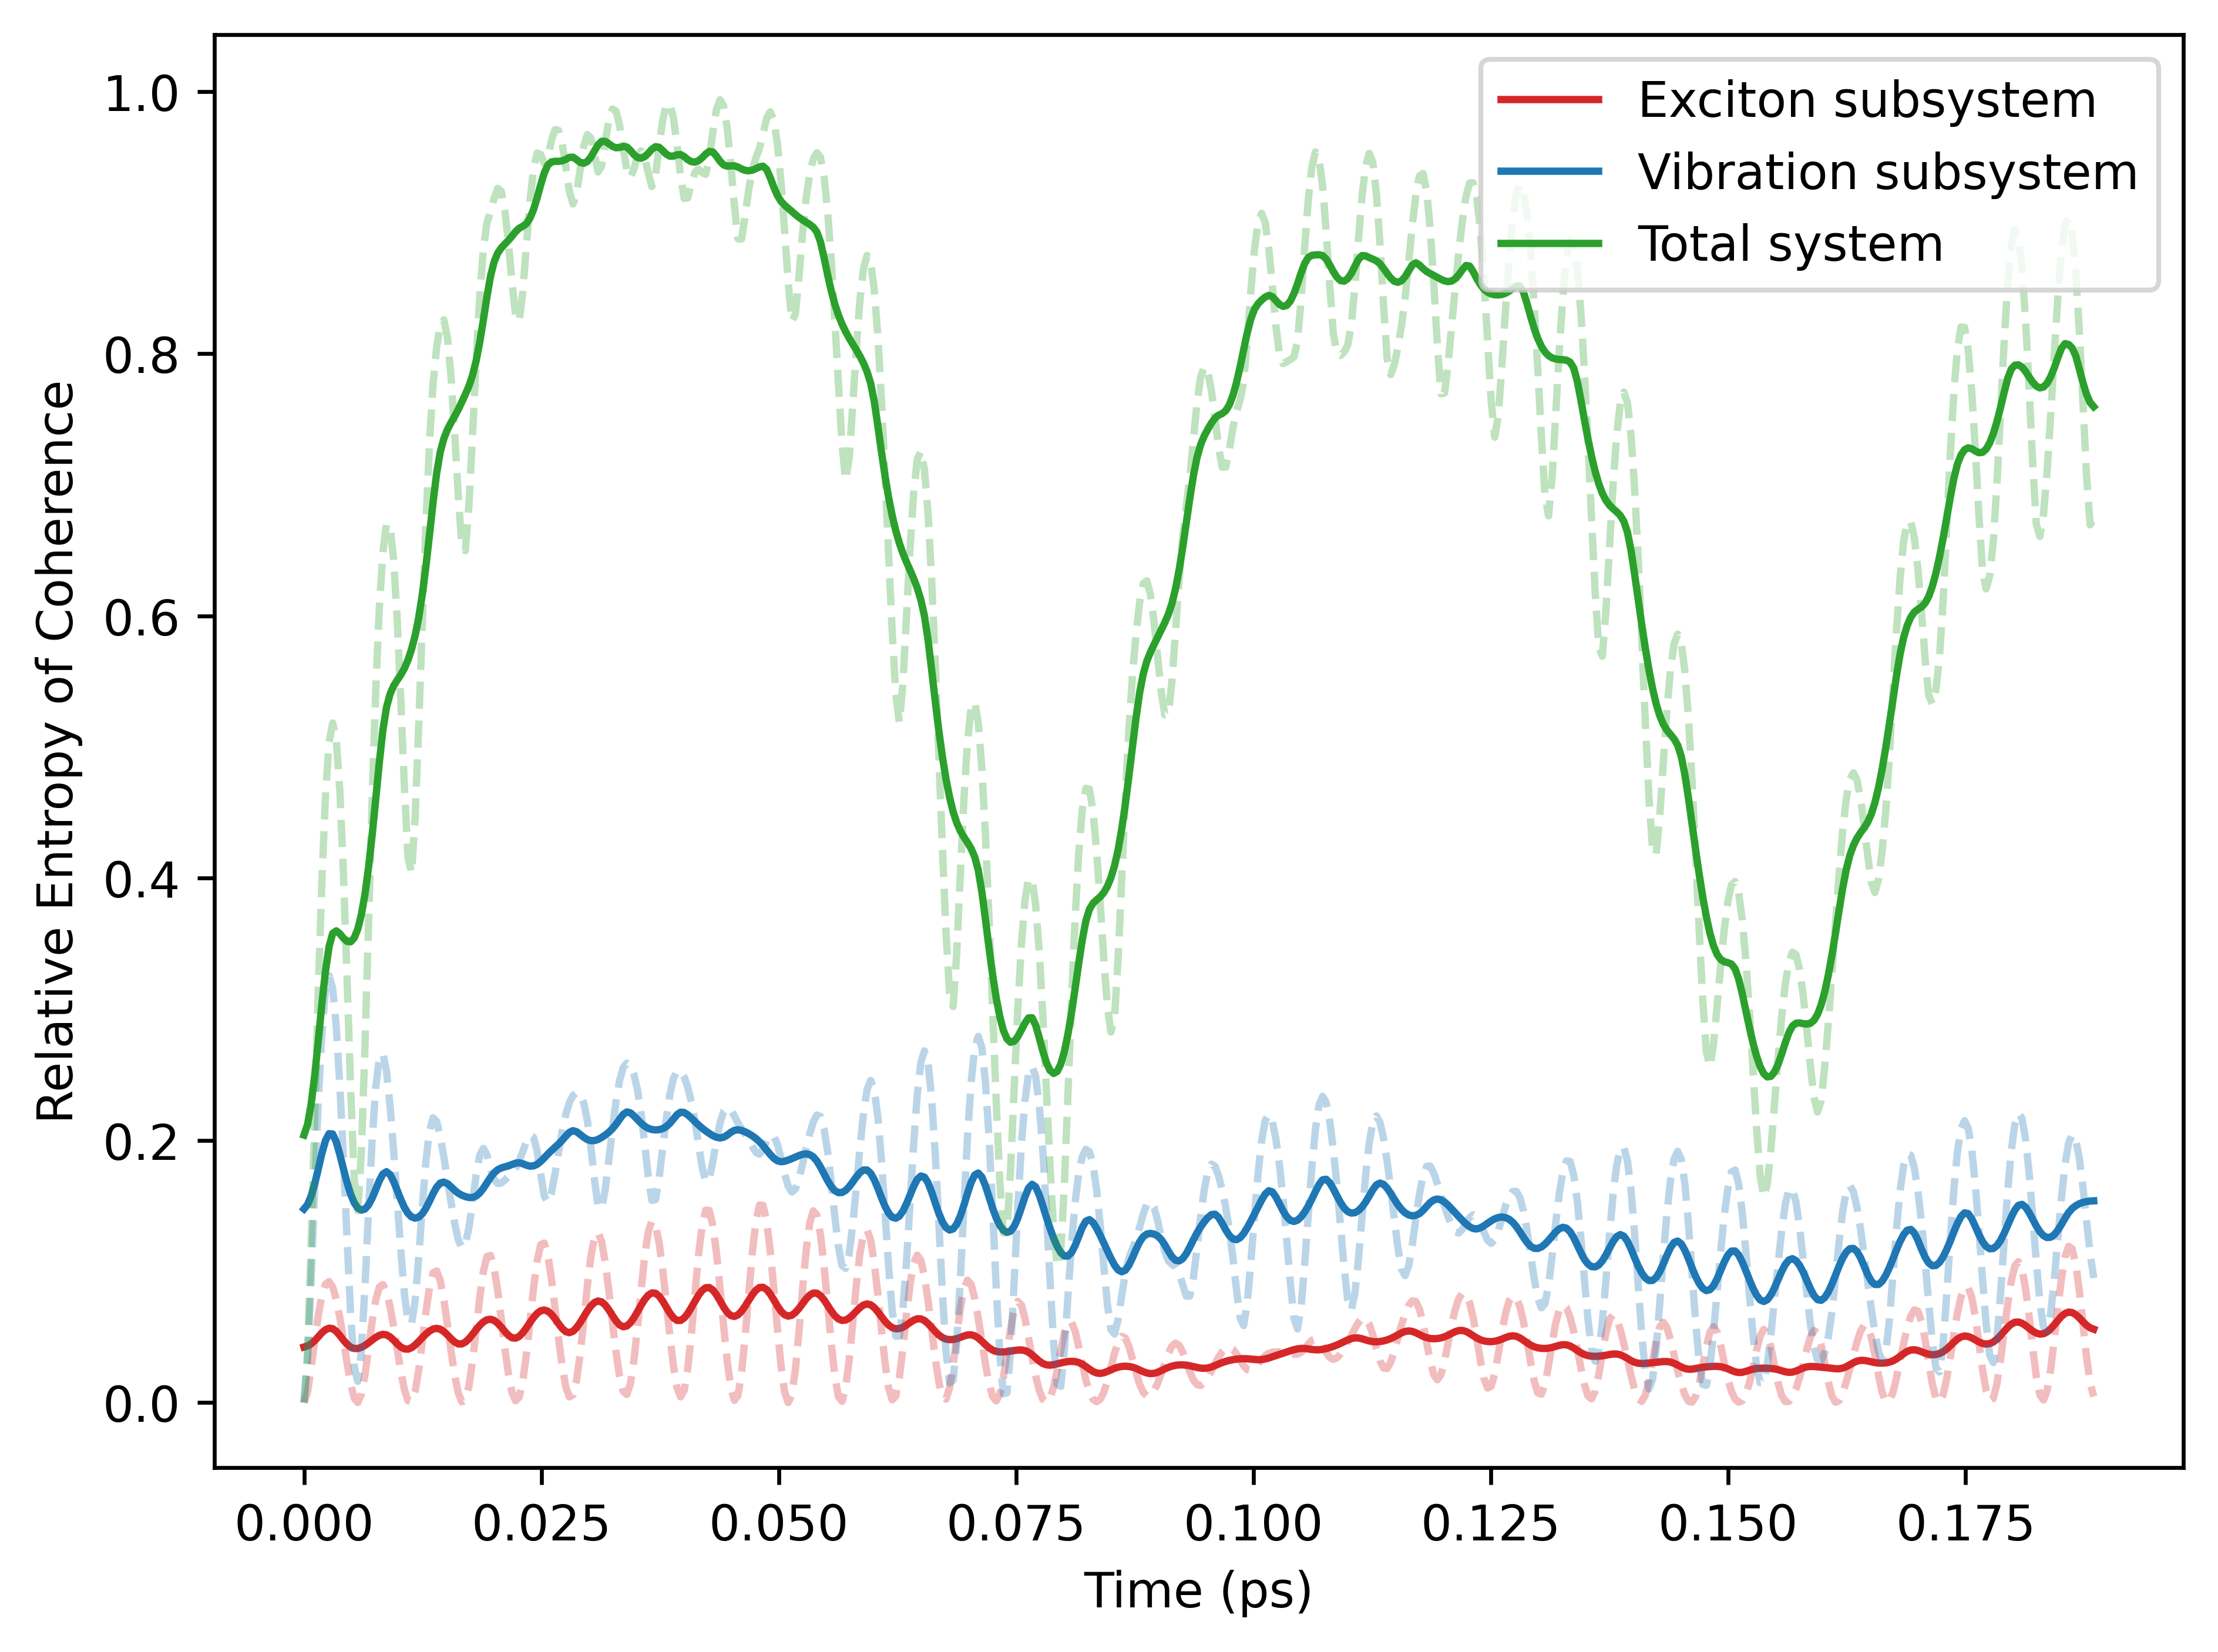 Exciton subsystem
Vibration subsystem
Total system
Relative Entropy of Coherence
1.0
0.8
0.6
0.4
0.2
0.0
0.000 0.025 0.050 0.075 0.100 0.125 0.150 0.175
Time (ps)